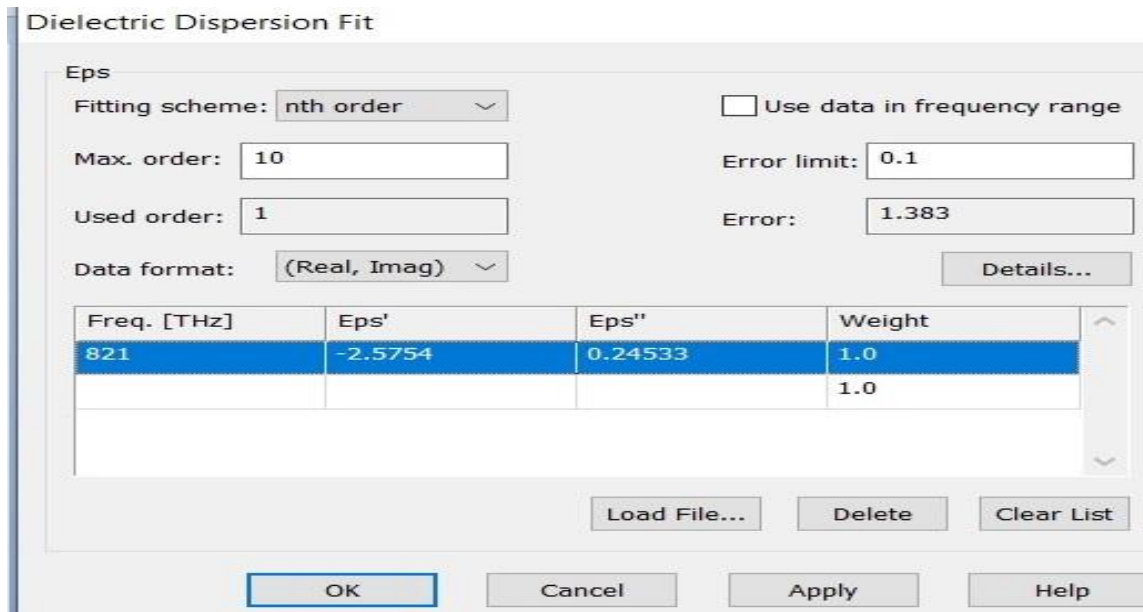 Dielectric Dispersion Fit
Eps
Fitting scheme: nth order
Use data in frequency range
Max. order: 10
Error limit: 0.1
Used order: 1
Error: 1.383
Data format: (Real, Imag)
Details...
Freq. [THz] Eps' Eps" Weight
821 -2.5754 0.24533 1.0
1.0
Load File... Delete Clear List
OK Cancel Apply Help